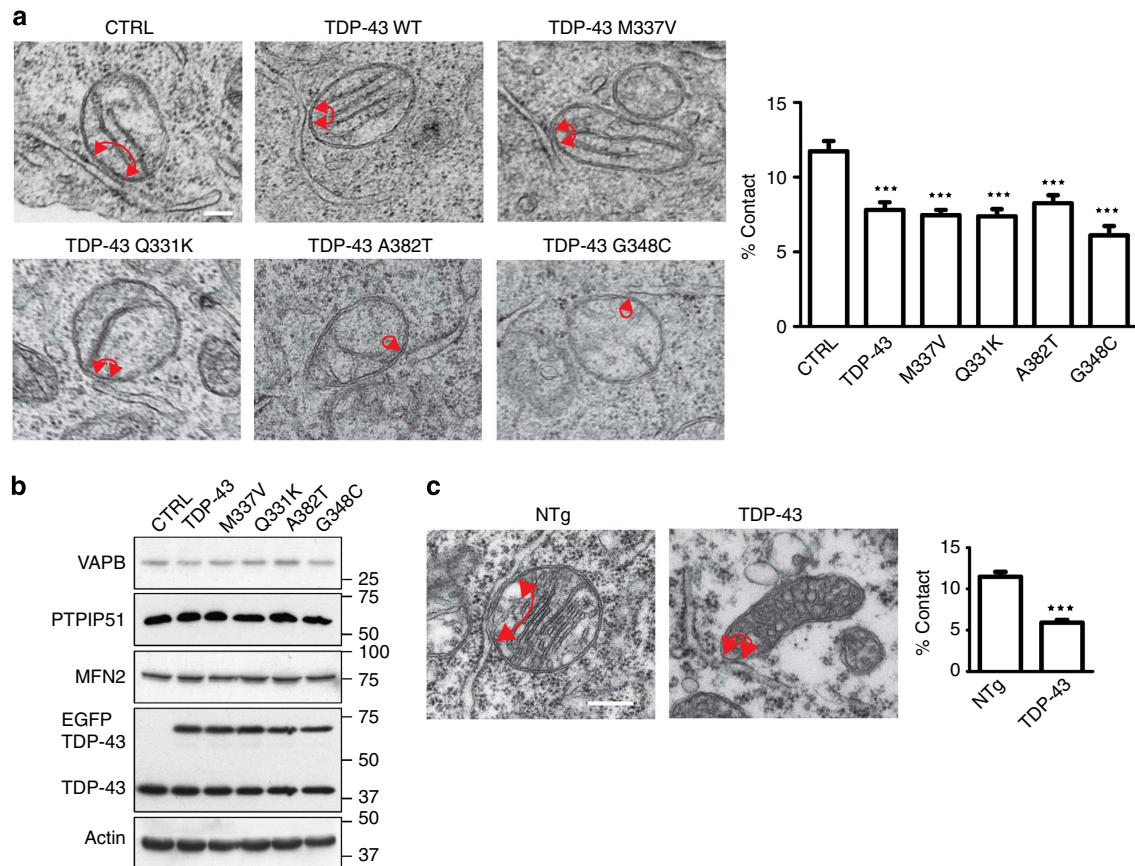 a
CTRL
TDP-43 WT
TDP-43 M337V
TDP-43 Q331K
TDP-43 A382T
TDP-43 G348C
% Contact
15
10
5
0
***
***
***
***
***
CTRL
TDP-43
M337V
Q331K
A382T
G348C
b
CTRL
TDP-43
M337V
Q331K
A382T
G348C
VAPB
25
PTPIP51
75
50
MFN2
100
75
EGFP
TDP-43
75
50
TDP-43
37
Actin
50
37
c
NTg
TDP-43
% Contact
15
10
5
0
***
NTg
TDP-43